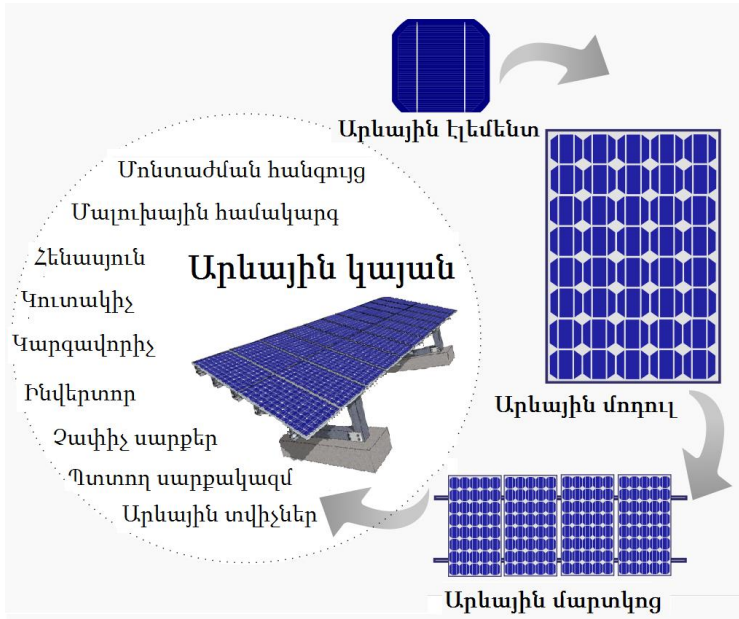 Արևային էլեմենտ
Արևային մոդուլ
Արևային մարտկոց
Արևային կայան
Մոնտաժման հանգույց
Մալուխային համակարգ
Հենասյուն
Կուտակիչ
Կարգավորիչ
Ինվերտոր
Չափիչ սարքեր
Պտտող սարքակազմ
Արևային տվիչներ